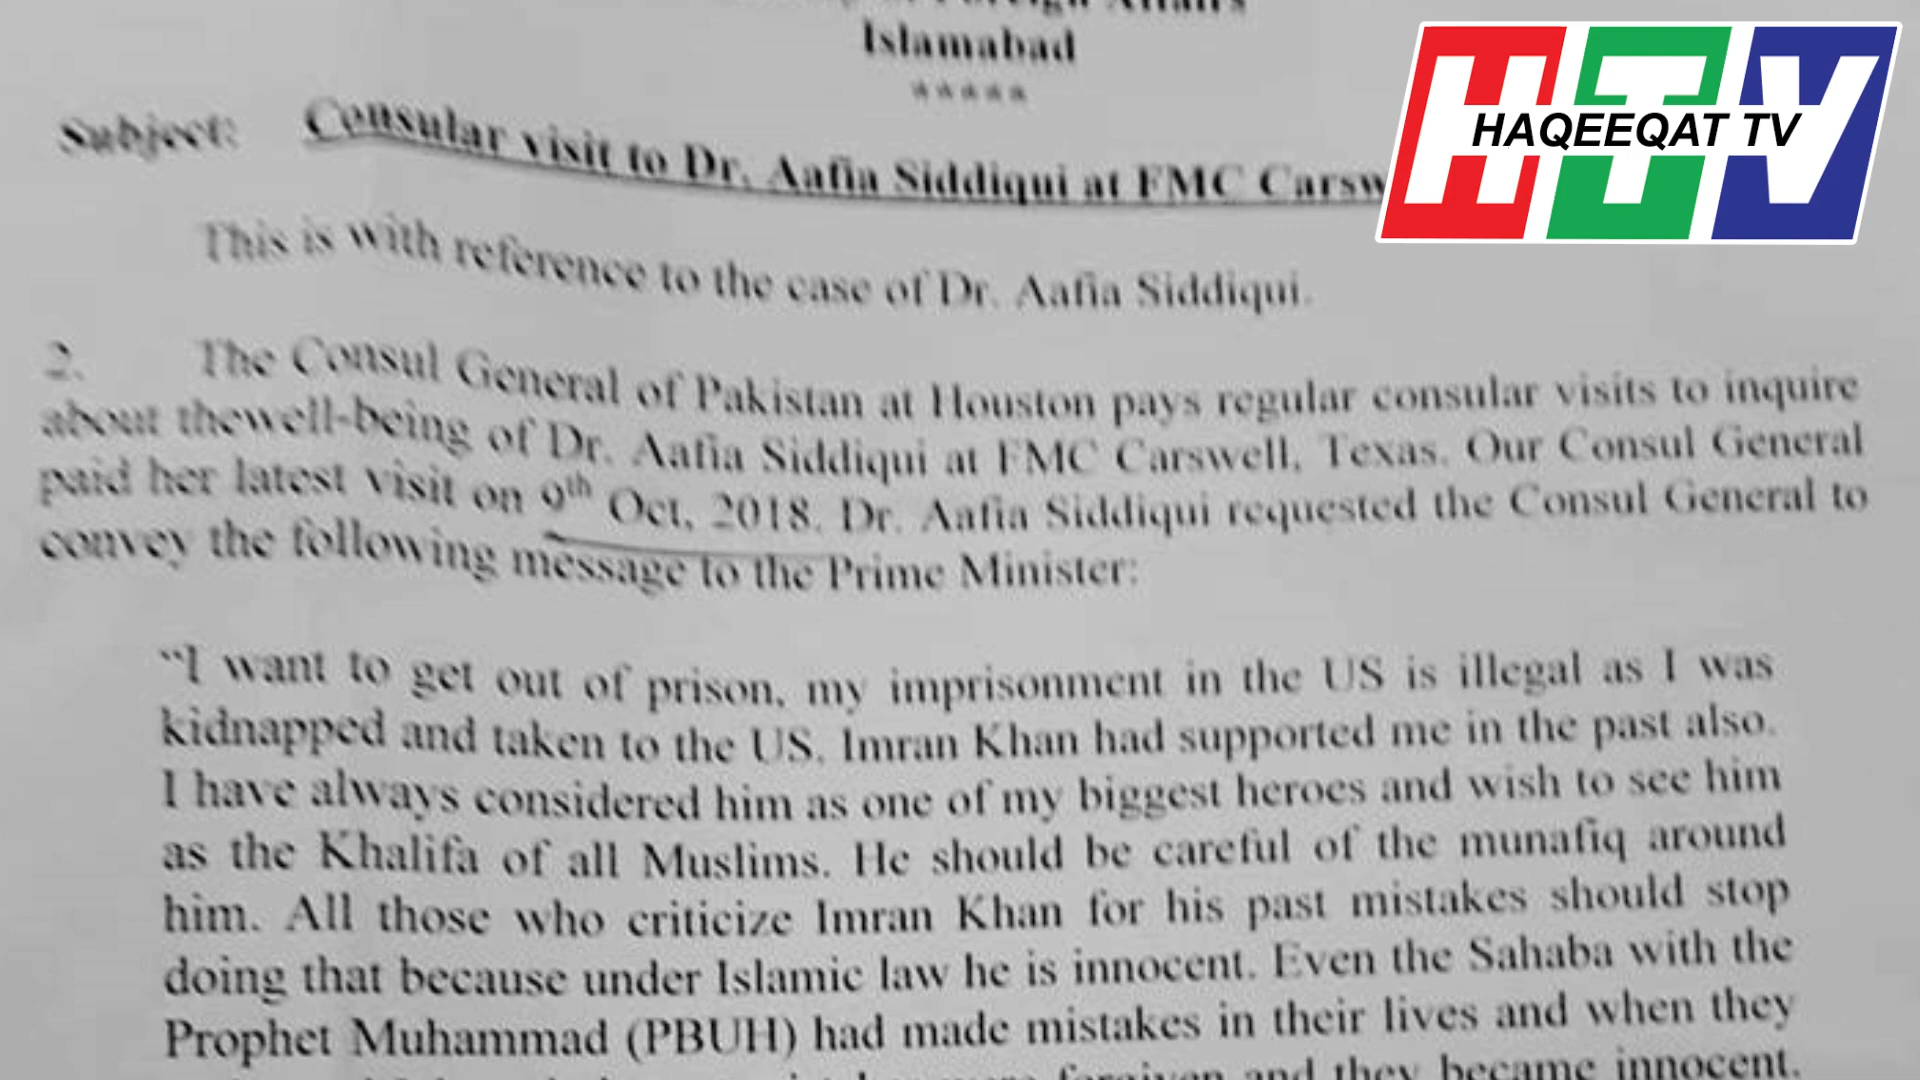 Foreign Affairs
Islamabad
*****
HTV
HAQEEQAT TV
Subject: Consular visit to Dr. Aafia Siddiqui at FMC Carsw
This is with reference to the case of Dr. Aafia Siddiqui.
2. The Consul General of Pakistan at Houston pays regular consular visits to inquire
about thewell-being of Dr. Aafia Siddiqui at FMC Carswell, Texas. Our Consul General
paid her latest visit on 9th Oct, 2018. Dr. Aafia Siddiqui requested the Consul General to
convey the following message to the Prime Minister:
“I want to get out of prison, my imprisonment in the US is illegal as I was
kidnapped and taken to the US. Imran Khan had supported me in the past also.
I have always considered him as one of my biggest heroes and wish to see him
as the Khalifa of all Muslims. He should be careful of the munafiq around
him. All those who criticize Imran Khan for his past mistakes should stop
doing that because under Islamic law he is innocent. Even the Sahaba with the
Prophet Muhammad (PBUH) had made mistakes in their lives and when they
were forgiven and they became innocent.